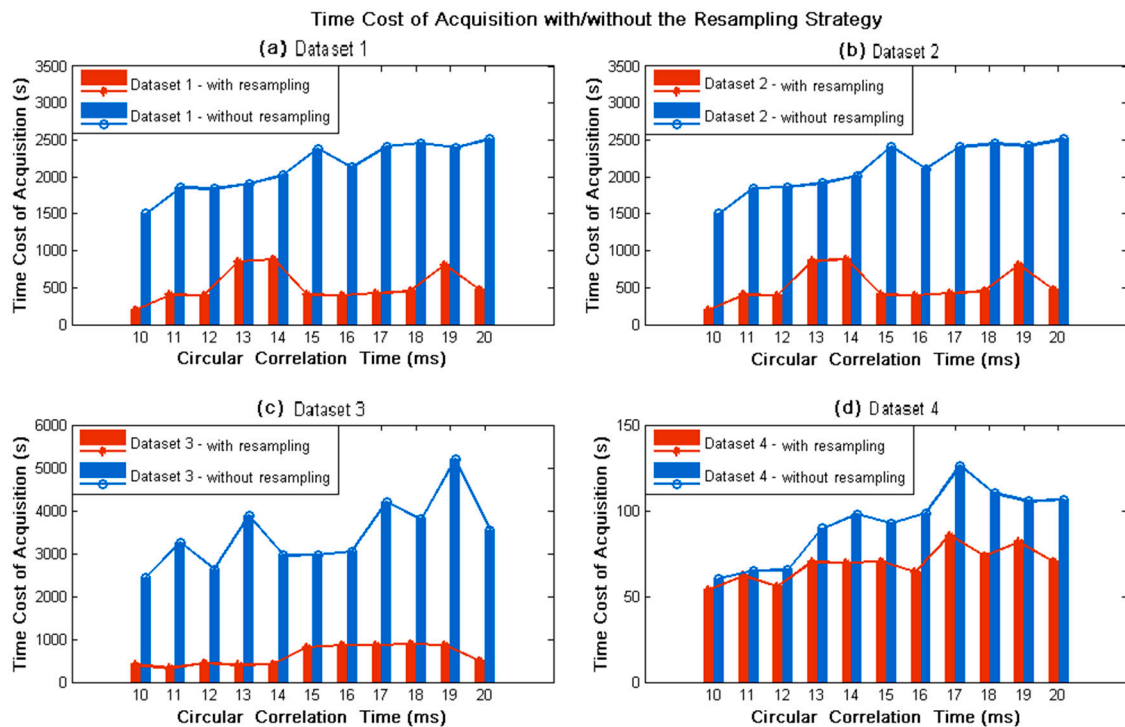 Time Cost of Acquisition with/without the Resampling Strategy
(a) Dataset 1
Time Cost of Acquisition (s)
3500
3000
2500
2000
1500
1000
500
0
Dataset 1 - with resampling
Dataset 1 - without resampling
10 11 12 13 14 15 16 17 18 19 20
Circular Correlation Time (ms)
(b) Dataset 2
Time Cost of Acquisition (s)
3500
3000
2500
2000
1500
1000
500
0
Dataset 2 - with resampling
Dataset 2 - without resampling
10 11 12 13 14 15 16 17 18 19 20
Circular Correlation Time (ms)
(c) Dataset 3
Time Cost of Acquisition (s)
6000
5000
4000
3000
2000
1000
0
Dataset 3 - with resampling
Dataset 3 - without resampling
10 11 12 13 14 15 16 17 18 19 20
Circular Correlation Time (ms)
(d) Dataset 4
Time Cost of Acquisition (s)
150
100
50
0
Dataset 4 - with resampling
Dataset 4 - without resampling
10 11 12 13 14 15 16 17 18 19 20
Circular Correlation Time (ms)